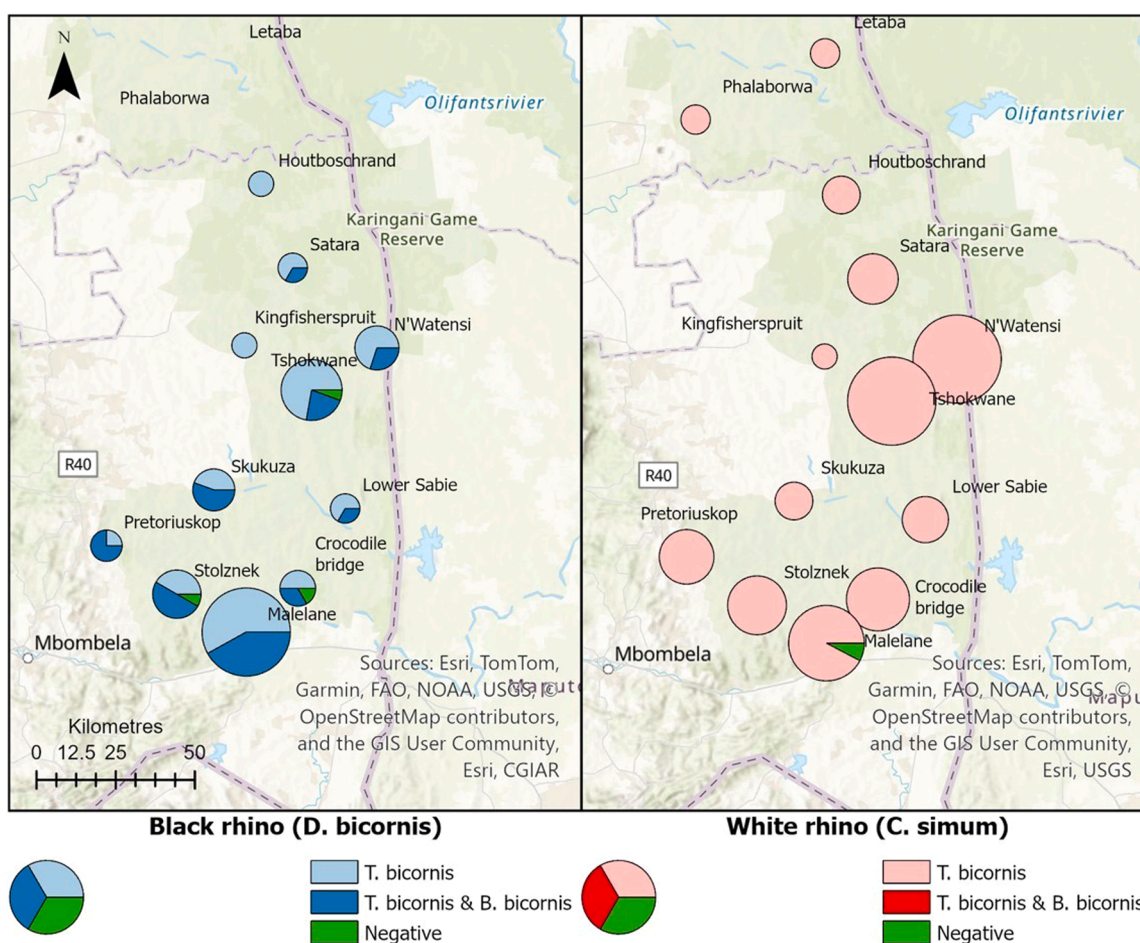 N
Letaba
Phalaborwa
Olifantsrivier
Houtboschrand
Karingani Game
Reserve
Satara
Kingfisherspruit
N'Watensi
Tshokwane
R40
Skukuza
Lower Sabie
Pretoriuskop
Crocodile
bridge
Stolznek
Malelane
Mbombela
Sources: Esri, TomTom,
Garmin, FAO, NOAA, USGS, ©
OpenStreetMap contributors,
and the GIS User Community,
Esri, CGIAR
Kilometres
0 12.5 25 50
Letaba
Phalaborwa
Olifantsrivier
Houtboschrand
Karingani Game
Reserve
Satara
Kingfisherspruit
N'Watensi
Tshokwane
R40
Skukuza
Lower Sabie
Pretoriuskop
Stolznek
Crocodile
bridge
Malelane
Mbombela
Sources: Esri, TomTom,
Garmin, FAO, NOAA, USGS, ©
OpenStreetMap contributors,
and the GIS User Community,
Esri, USGS
Black rhino (D. bicornis)
White rhino (C. simum)
T. bicornis
T. bicornis & B. bicornis
Negative
T. bicornis
T. bicornis & B. bicornis
Negative